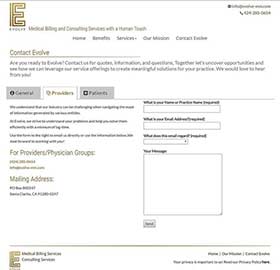 EVOLVE
Medical Billing and Consulting Services with a Human Touch
info@evolve-mm.com
424-280-0604
Home Benefits Services Our Mission Contact Evolve
Contact Evolve
Are you Ready to Evolve? Contact us for quotes, information, and questions, Together let's uncover opportunities and
see how we can leverage our service offerings to create meaningful solutions for your practice. We would love to hear
from you!
General
Providers
Patients
We understand that our industry can be challenging when navigating the maze
of information generated by various entities.
At Evolve, we strive to understand your problems and help you solve them
efficiently with a minimum of lag time.
Use the form to the right to email us directly or use the information below. We
look forward to working with you!
For Providers/Physician Groups:
(424) 280-0604
info@evolve-mm.com
Mailing Address:
PO Box
Santa Clarita, CA
What is your Name or Practice Name (required)
What is your Email Address? (required)
What does this email regard? (required)
Your Message
Send
EVOLVE
Medical Billing Services
Consulting Services
Home | Our Mission | Contact Evolve
Your privacy is important to us! Read our Privacy Policy here.